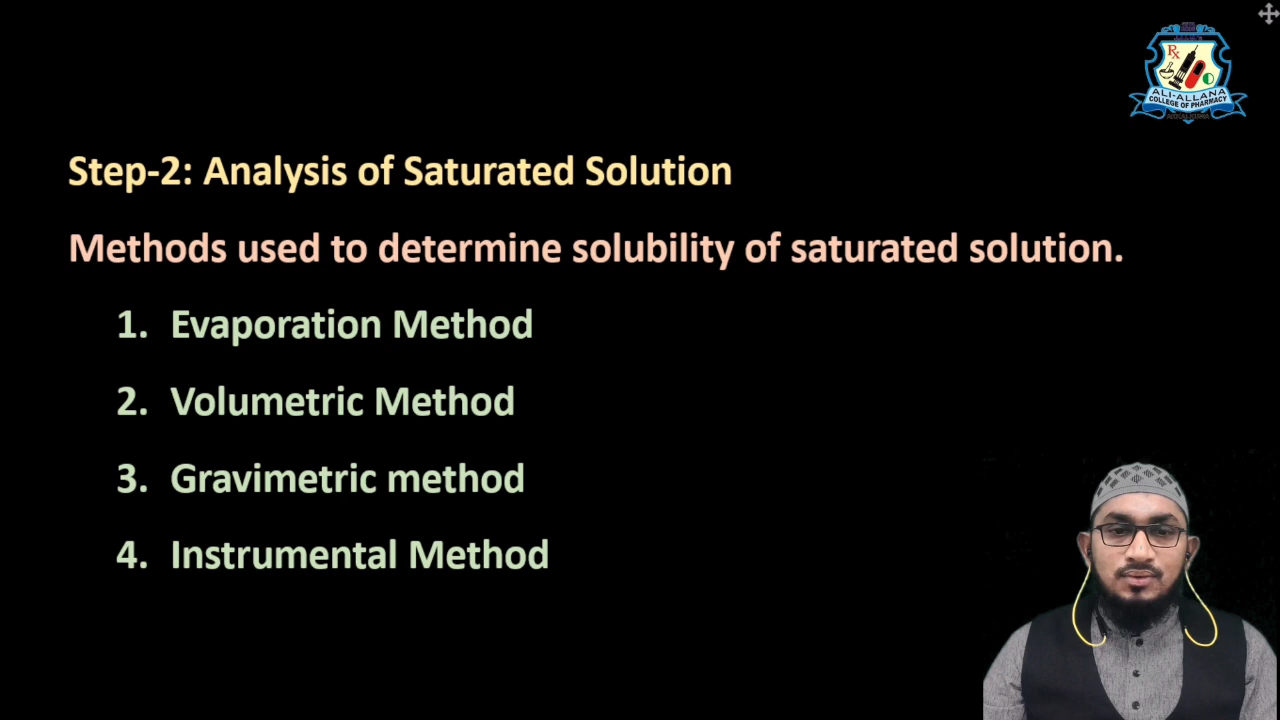 Rx
ALI-ALLANA
COLLEGE OF PHARMACY
Step-2: Analysis of Saturated Solution
Methods used to determine solubility of saturated solution.
1. Evaporation Method
2. Volumetric Method
3. Gravimetric method
4. Instrumental Method